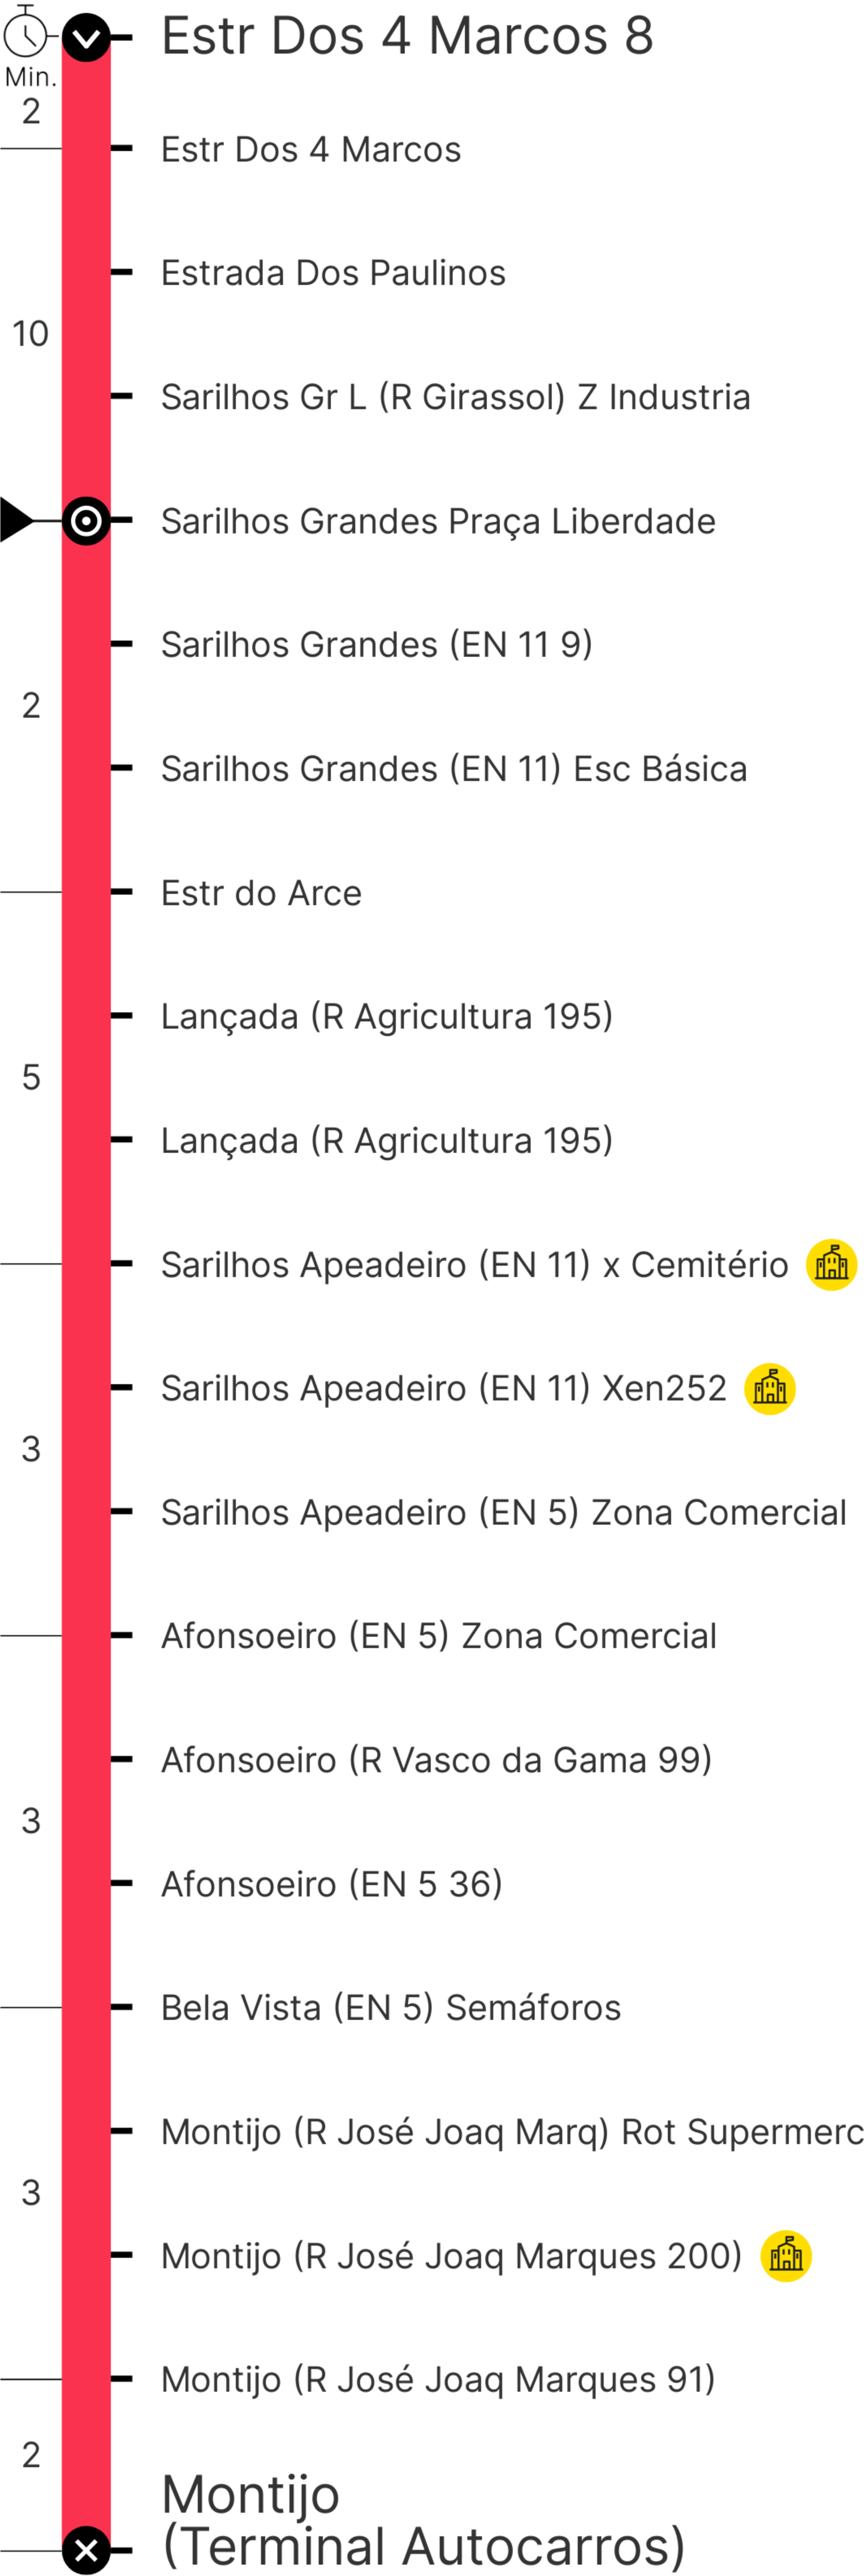 Estr Dos 4 Marcos 8
Min.
2
Estr Dos 4 Marcos
Estrada Dos Paulinos
10
Sarilhos Gr L (R Girassol) Z Industria
Sarilhos Grandes Praça Liberdade
Sarilhos Grandes (EN 11 9)
2
Sarilhos Grandes (EN 11) Esc Básica
Estr do Arce
Lançada (R Agricultura 195)
5
Lançada (R Agricultura 195)
Sarilhos Apeadeiro (EN 11) x Cemitério
Sarilhos Apeadeiro (EN 11) Xen252
3
Sarilhos Apeadeiro (EN 5) Zona Comercial
Afonsoeiro (EN 5) Zona Comercial
Afonsoeiro (R Vasco da Gama 99)
3
Afonsoeiro (EN 5 36)
Bela Vista (EN 5) Semáforos
Montijo (R José Joaq Marq) Rot Supermerc
3
Montijo (R José Joaq Marques 200)
Montijo (R José Joaq Marques 91)
2
Montijo
(Terminal Autocarros)